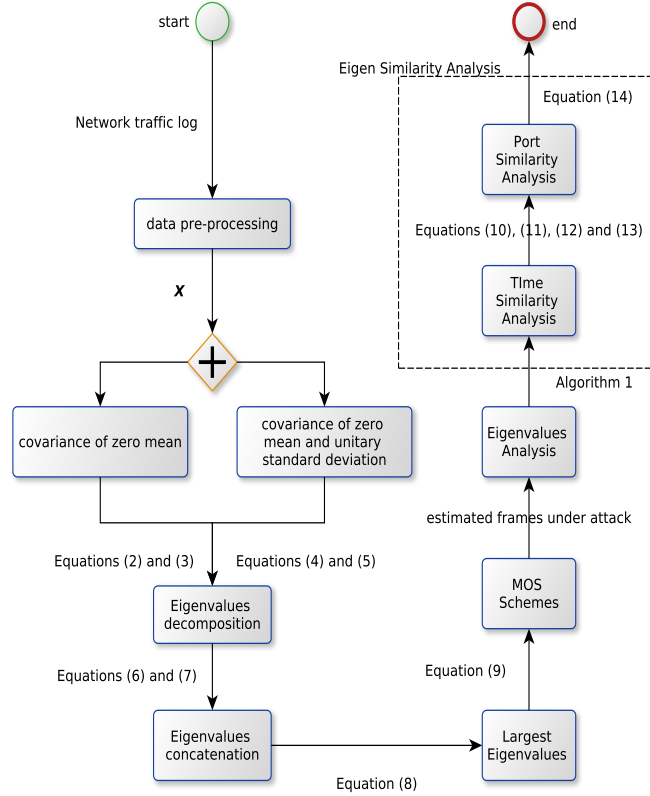 start
Network traffic log
data pre-processing
X
covariance of zero mean
covariance of zero
mean and unitary
standard deviation
Equations (2) and (3)
Equations (4) and (5)
Eigenvalues
decomposition
Equations (6) and (7)
Eigenvalues
concatenation
Equation (8)
Largest
Eigenvalues
Equation (9)
MOS
Schemes
estimated frames under attack
Eigenvalues
Analysis
Algorithm 1
TIme
Similarity
Analysis
Equations (10), (11), (12) and (13)
Port
Similarity
Analysis
Equation (14)
Eigen Similarity Analysis
end